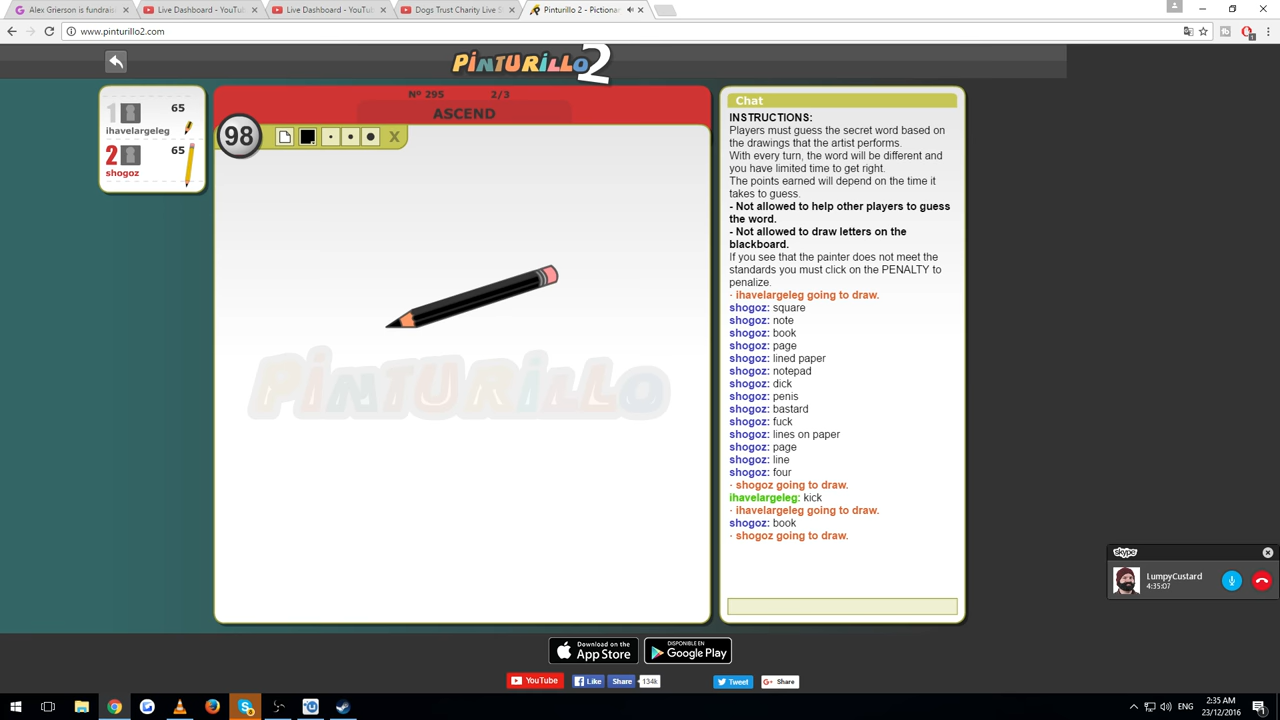 Alex Grierson is fundrais
Live Dashboard - YouTu
Live Dashboard - YouTu
Dogs Trust Charity Live S
Pinturillo 2 - Pictiona
www.pinturillo2.com
PiNTURiLLO 2
1 65
ihavelargeleg
2 65
shogoz
Nº 295 2/3
ASCEND
98
X
PiNTURiLLO
Chat
INSTRUCTIONS:
Players must guess the secret word based on
the drawings that the artist performs.
With every turn, the word will be different and
you have limited time to get right.
The points earned will depend on the time it
takes to guess.
- Not allowed to help other players to guess
the word.
- Not allowed to draw letters on the
blackboard.
If you see that the painter does not meet the
standards you must click on the PENALTY to
penalize.
· ihavelargeleg going to draw.
shogoz: square
shogoz: note
shogoz: book
shogoz: page
shogoz: lined paper
shogoz: notepad
shogoz: dick
shogoz: penis
shogoz: bastard
shogoz: fuck
shogoz: lines on paper
shogoz: page
shogoz: line
shogoz: four
· shogoz going to draw.
ihavelargeleg: kick
· ihavelargeleg going to draw.
shogoz: book
· shogoz going to draw.
skype
LumpyCustard
4:35:07
Download on the
App Store
DISPONIBLE EN
Google Play
YouTube
Like
Share
134k
Tweet
Share
ENG
2:35 AM
23/12/2016